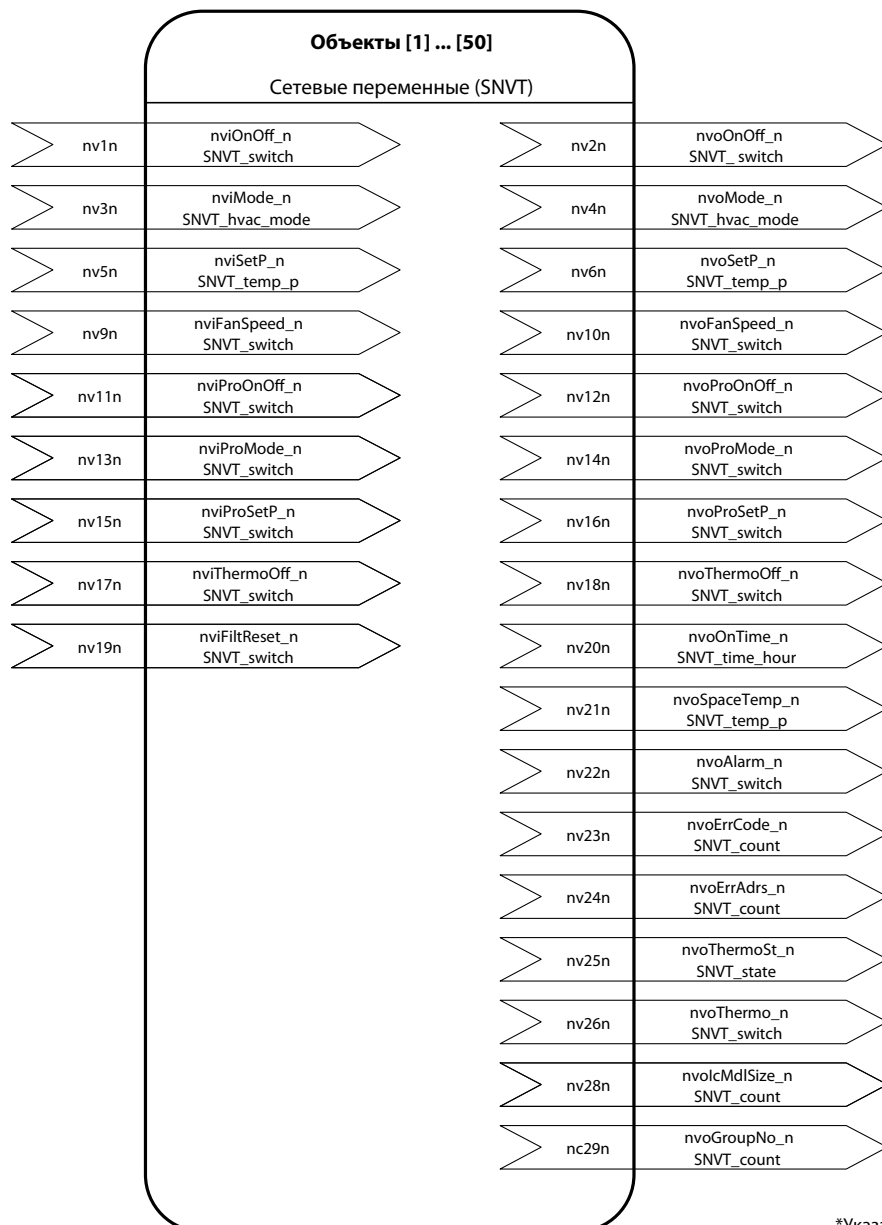 Объекты [1] ... [50]
Сетевые переменные (SNVT)
nv1n
nviOnOff_n
SNVT_switch
nv2n
nvoOnOff_n
SNVT_ switch
nv3n
nviMode_n
SNVT_hvac_mode
nv4n
nvoMode_n
SNVT_hvac_mode
nv5n
nviSetP_n
SNVT_temp_p
nv6n
nvoSetP_n
SNVT_temp_p
nv9n
nviFanSpeed_n
SNVT_switch
nv10n
nvoFanSpeed_n
SNVT_switch
nv11n
nviProOnOff_n
SNVT_switch
nv12n
nvoProOnOff_n
SNVT_switch
nv13n
nviProMode_n
SNVT_switch
nv14n
nvoProMode_n
SNVT_switch
nv15n
nviProSetP_n
SNVT_switch
nv16n
nvoProSetP_n
SNVT_switch
nv17n
nviThermoOff_n
SNVT_switch
nv18n
nvoThermoOff_n
SNVT_switch
nv19n
nviFiltReset_n
SNVT_switch
nv20n
nvoOnTime_n
SNVT_time_hour
nv21n
nvoSpaceTemp_n
SNVT_temp_p
nv22n
nvoAlarm_n
SNVT_switch
nv23n
nvoErrCode_n
SNVT_count
nv24n
nvoErrAdrs_n
SNVT_count
nv25n
nvoThermoSt_n
SNVT_state
nv26n
nvoThermo_n
SNVT_switch
nv28n
nvoIcMdlSize_n
SNVT_count
nc29n
nvoGroupNo_n
SNVT_count